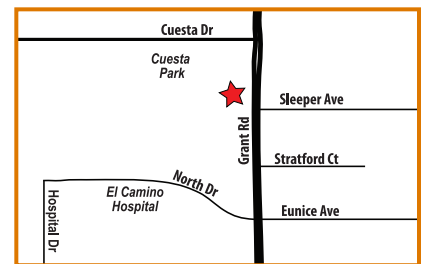 Cuesta Dr
Cuesta
Park
Sleeper Ave
Grant Rd
Stratford Ct
North Dr
El Camino
Hospital
Hospital Dr
Eunice Ave